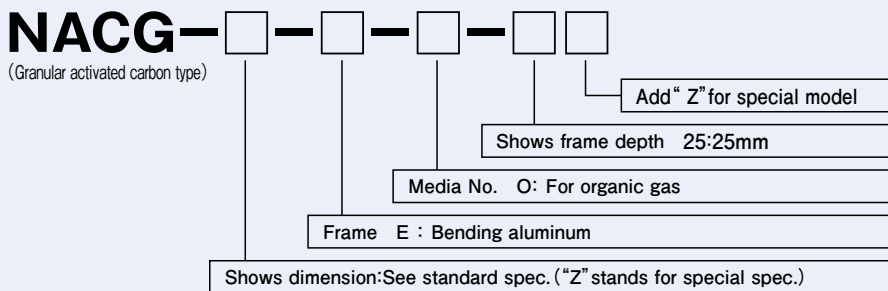 NACG－□－□－□－□□
(Granular activated carbon type)
Add“ Z”for special model
Shows frame depth 25:25mm
Media No. O: For organic gas
Frame E : Bending aluminum
Shows dimension:See standard spec.(“Z”stands for special spec.)